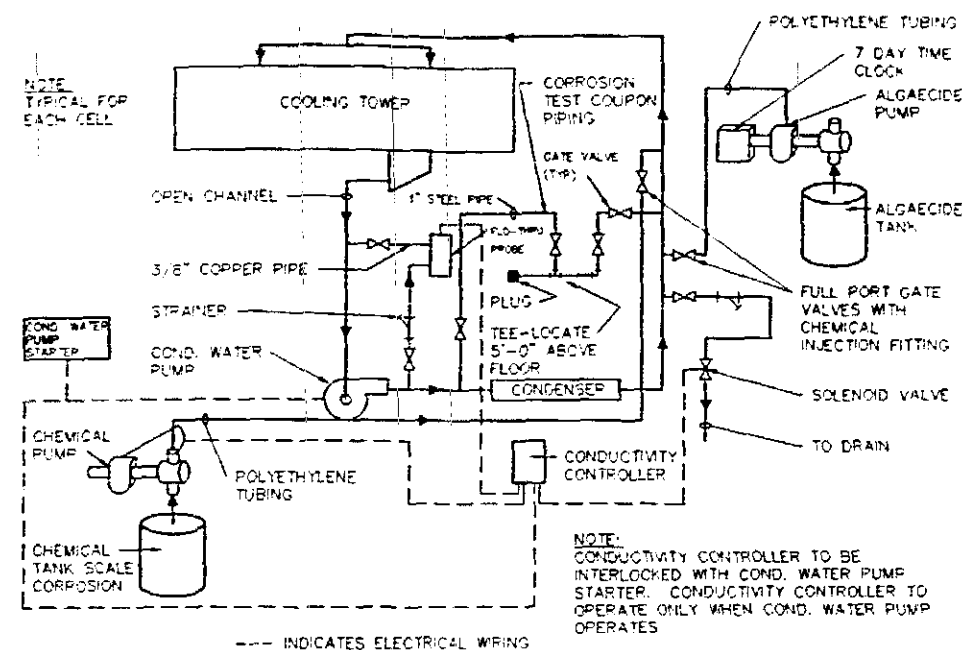 POLYETHYLENE TUBING
7 DAY TIME
CLOCK
ALGAECIDE
PUMP
ALGAECIDE
TANK
NOTE:
TYPICAL FOR
EACH CELL
COOLING TOWER
CORROSION
TEST COUPON
PIPING
GATE VALVE
(TYP)
OPEN CHANNEL
1" STEEL PIPE
FLO-THRU
PROBE
3/8" COPPER PIPE
PLUG
STRAINER
TEE-LOCATE
5'-0" ABOVE
FLOOR
FULL PORT GATE
VALVES WITH
CHEMICAL
INJECTION FITTING
COND. WATER
PUMP
STARTER
COND. WATER
PUMP
CONDENSER
SOLENOID VALVE
TO DRAIN
CHEMICAL
PUMP
POLYETHYLENE
TUBING
CONDUCTIVITY
CONTROLLER
CHEMICAL
TANK SCALE
CORROSION
NOTE:
CONDUCTIVITY CONTROLLER TO BE
INTERLOCKED WITH COND. WATER PUMP
STARTER. CONDUCTIVITY CONTROLLER TO
OPERATE ONLY WHEN COND. WATER PUMP
OPERATES
---- INDICATES ELECTRICAL WIRING